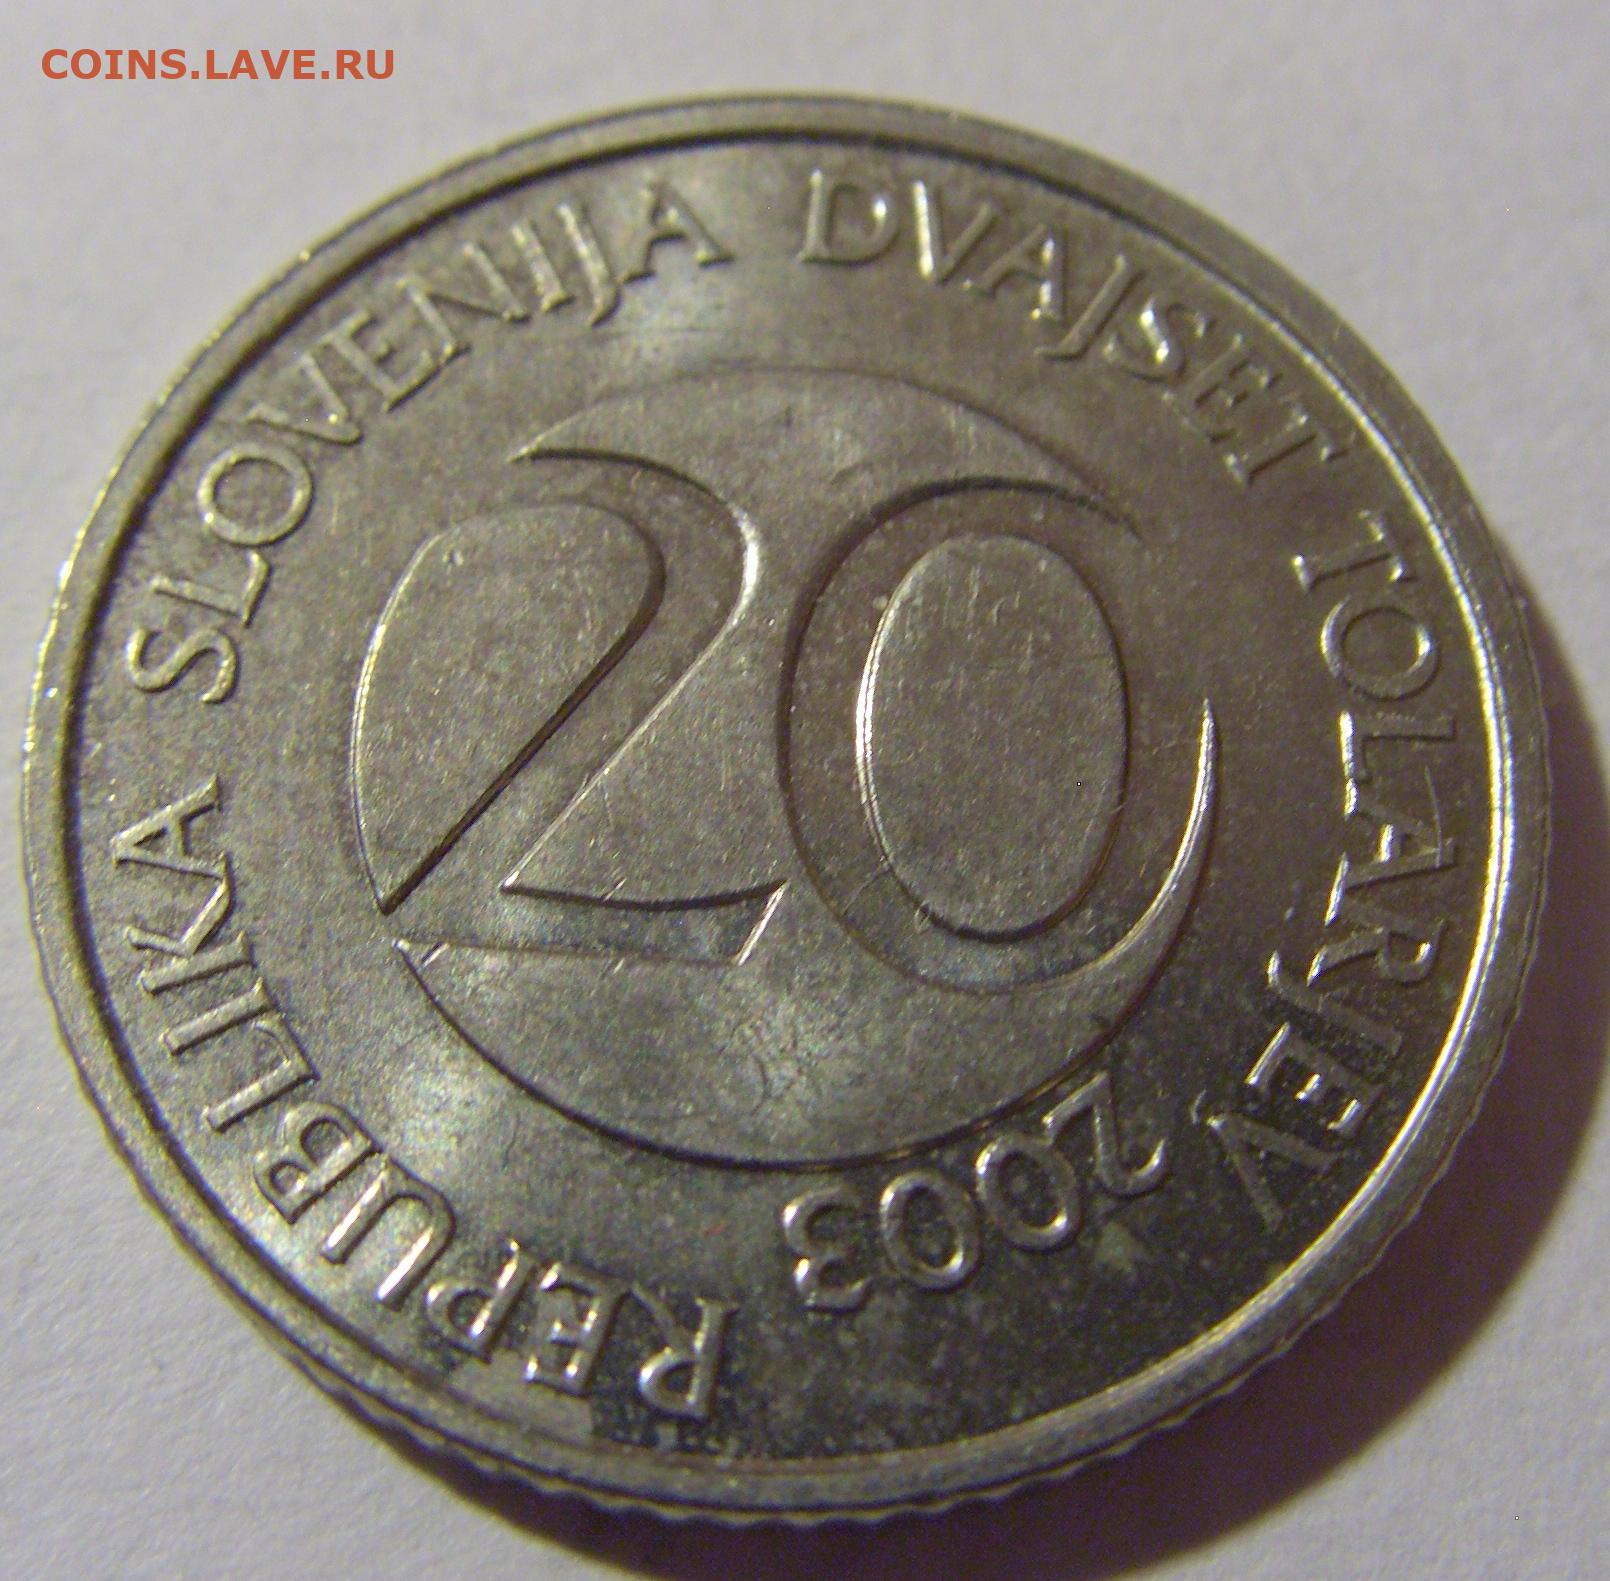 COINS.LAVE.RU
REPUBLIKA SLOVENIJA DVAJSET TOLARJEV
20
2003